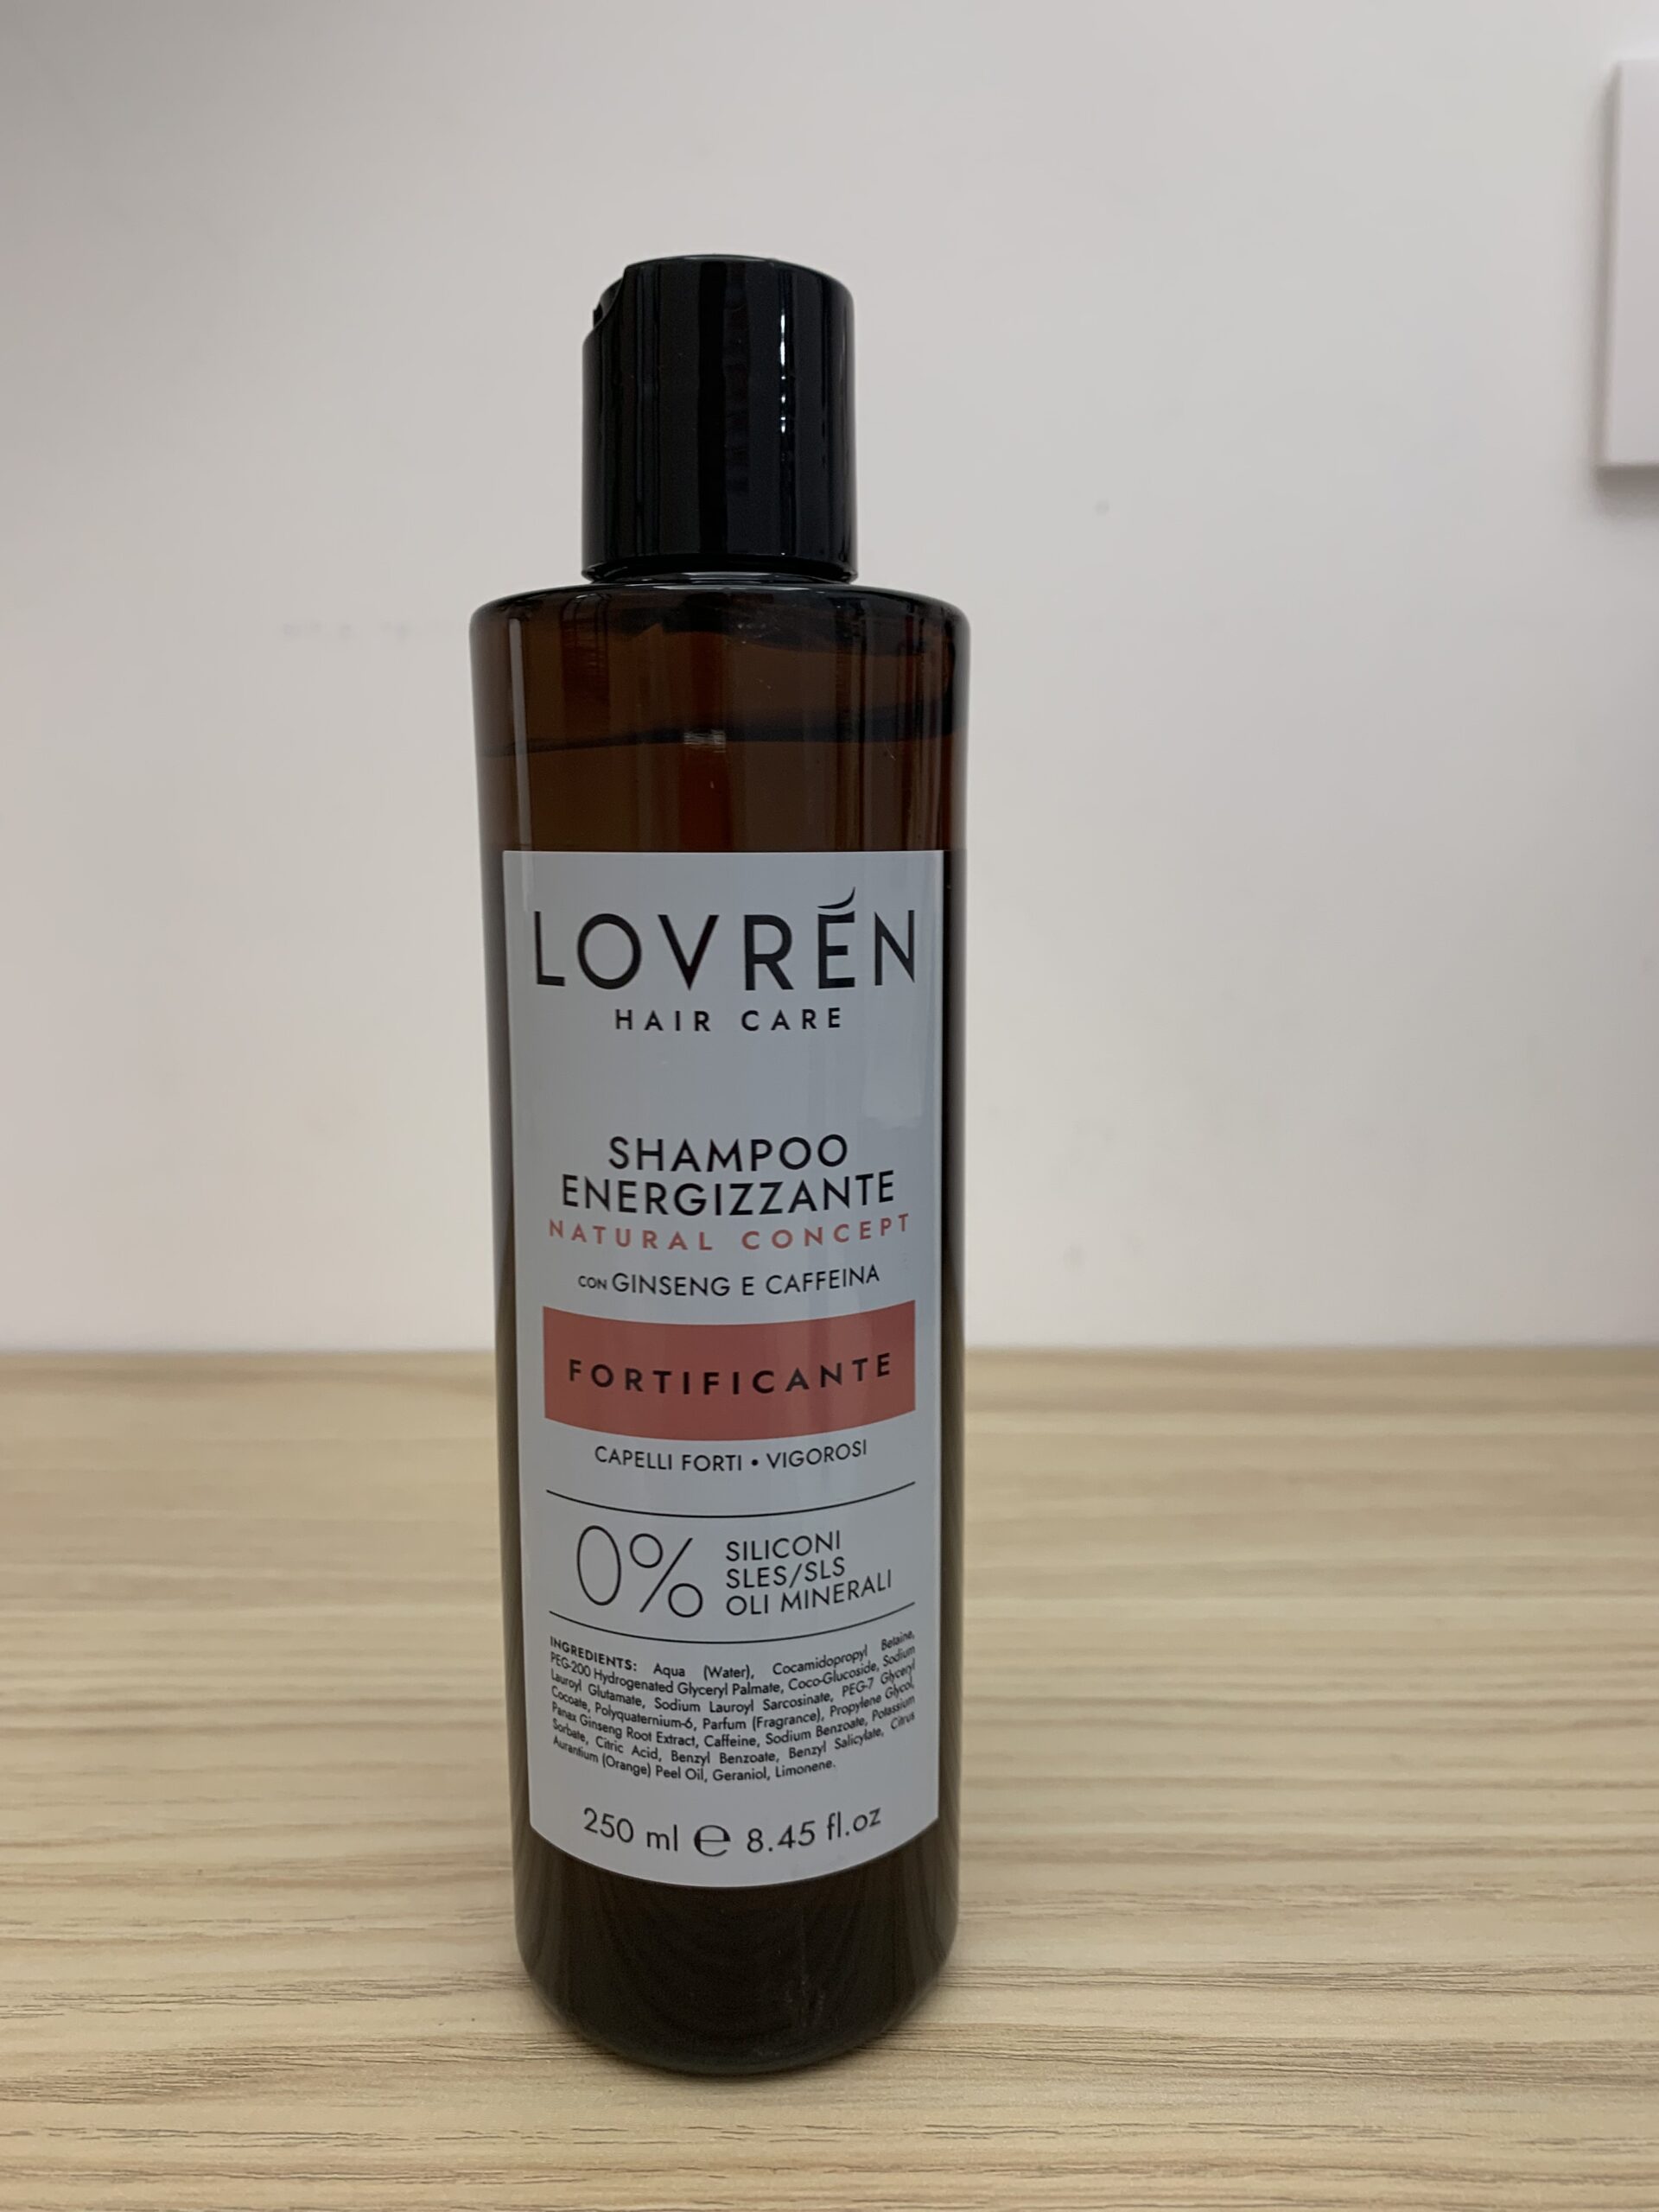 LOVRĒN
HAIR CARE
SHAMPOO
ENERGIZZANTE
NATURAL CONCEPT
CON GINSENG E CAFFEINA
FORTIFICANTE
CAPELLI FORTI • VIGOROSI
0% SILICONI
SLES/SLS
OLI MINERALI
INGREDIENTS: Aqua (Water), Cocamidopropyl Betaine,
PEG-200 Hydrogenated Glyceryl Palmate, Coco-Glucoside, Sodium
Lauroyl Glutamate, Sodium Lauroyl Sarcosinate, PEG-7 Glyceryl
Cocoate, Polyquaternium-6, Parfum (Fragrance), Propylene Glycol,
Panax Ginseng Root Extract, Caffeine, Sodium Benzoate, Potassium
Sorbate, Citric Acid, Benzyl Benzoate, Benzyl Salicylate, Citrus
Aurantium (Orange) Peel Oil, Geraniol, Limonene.
250 ml ℮ 8.45 fl.oz